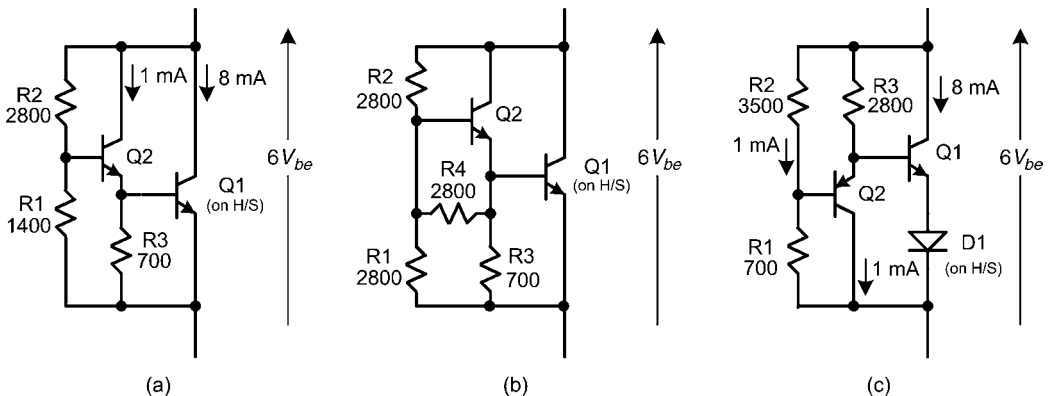 R2
2800
1 mA
8 mA
Q2
R1
1400
R3
700
Q1
(on H/S)
6Vbe
(a)
R2
2800
Q2
R4
2800
Q1
(on H/S)
R1
2800
R3
700
6Vbe
(b)
R2
3500
R3
2800
8 mA
1 mA
Q1
Q2
R1
700
D1
(on H/S)
1 mA
6Vbe
(c)